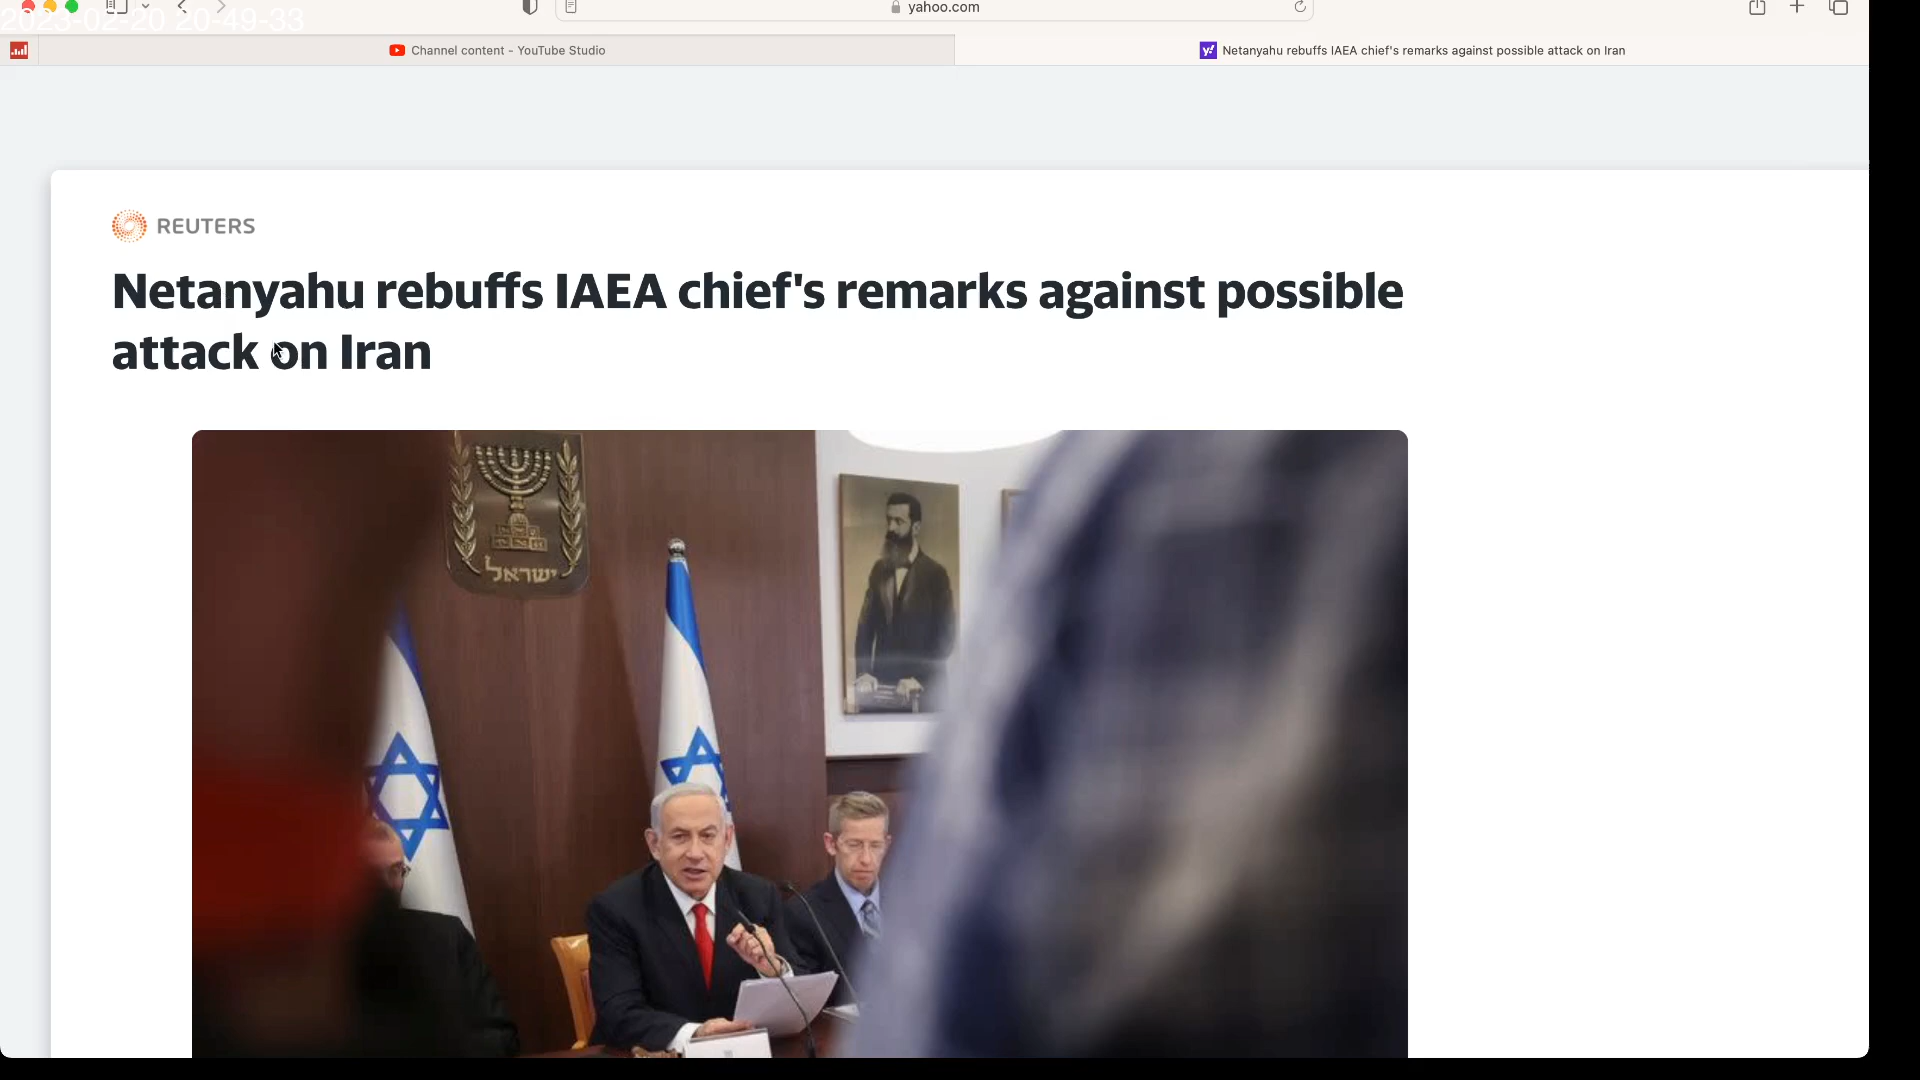 2023-02-20 20-49-33
yahoo.com
Channel content - YouTube Studio
Netanyahu rebuffs IAEA chief's remarks against possible attack on Iran
REUTERS
Netanyahu rebuffs IAEA chief's remarks against possible
attack on Iran
ישראל